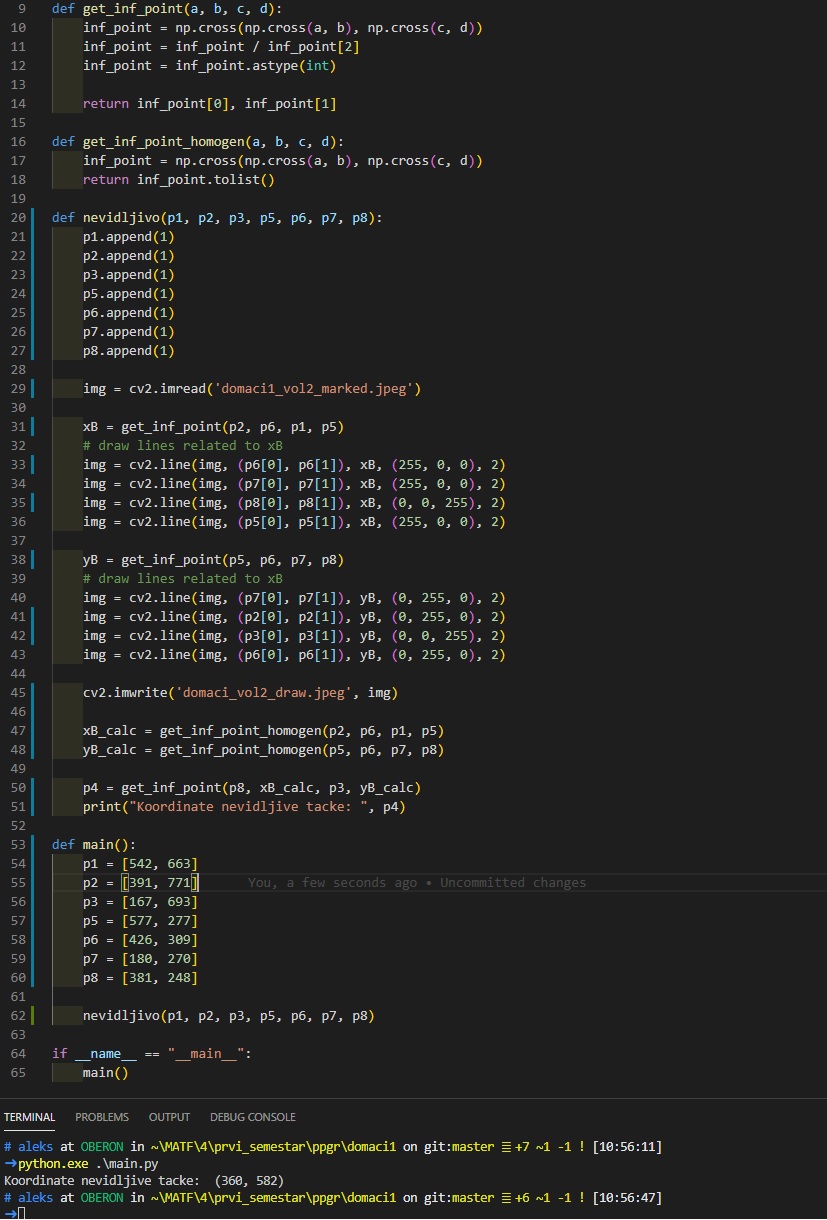 9 def get_inf_point(a, b, c, d):
10     inf_point = np.cross(np.cross(a, b), np.cross(c, d))
11     inf_point = inf_point / inf_point[2]
12     inf_point = inf_point.astype(int)
13
14     return inf_point[0], inf_point[1]
15
16 def get_inf_point_homogen(a, b, c, d):
17     inf_point = np.cross(np.cross(a, b), np.cross(c, d))
18     return inf_point.tolist()
19
20 def nevidljivo(p1, p2, p3, p5, p6, p7, p8):
21     p1.append(1)
22     p2.append(1)
23     p3.append(1)
24     p5.append(1)
25     p6.append(1)
26     p7.append(1)
27     p8.append(1)
28
29     img = cv2.imread('domaci1_vol2_marked.jpeg')
30
31     xB = get_inf_point(p2, p6, p1, p5)
32     # draw lines related to xB
33     img = cv2.line(img, (p6[0], p6[1]), xB, (255, 0, 0), 2)
34     img = cv2.line(img, (p7[0], p7[1]), xB, (255, 0, 0), 2)
35     img = cv2.line(img, (p8[0], p8[1]), xB, (0, 0, 255), 2)
36     img = cv2.line(img, (p5[0], p5[1]), xB, (255, 0, 0), 2)
37
38     yB = get_inf_point(p5, p6, p7, p8)
39     # draw lines related to xB
40     img = cv2.line(img, (p7[0], p7[1]), yB, (0, 255, 0), 2)
41     img = cv2.line(img, (p2[0], p2[1]), yB, (0, 255, 0), 2)
42     img = cv2.line(img, (p3[0], p3[1]), yB, (0, 0, 255), 2)
43     img = cv2.line(img, (p6[0], p6[1]), yB, (0, 255, 0), 2)
44
45     cv2.imwrite('domaci_vol2_draw.jpeg', img)
46
47     xB_calc = get_inf_point_homogen(p2, p6, p1, p5)
48     yB_calc = get_inf_point_homogen(p5, p6, p7, p8)
49
50     p4 = get_inf_point(p8, xB_calc, p3, yB_calc)
51     print("Koordinate nevidljive tacke: ", p4)
52
53 def main():
54     p1 = [542, 663]
55     p2 = [391, 771] You, a few seconds ago • Uncommitted changes
56     p3 = [167, 693]
57     p5 = [577, 277]
58     p6 = [426, 309]
59     p7 = [180, 270]
60     p8 = [381, 248]
61
62     nevidljivo(p1, p2, p3, p5, p6, p7, p8)
63
64 if __name__ == "__main__":
65     main()
TERMINAL PROBLEMS OUTPUT DEBUG CONSOLE
# aleks at OBERON in ~\MATF\4\prvi_semestar\ppgr\domaci1 on git:master ≣ +7 ~1 -1 ! [10:56:11]
→python.exe .\main.py
Koordinate nevidljive tacke:  (360, 582)
# aleks at OBERON in ~\MATF\4\prvi_semestar\ppgr\domaci1 on git:master ≣ +6 ~1 -1 ! [10:56:47]
→